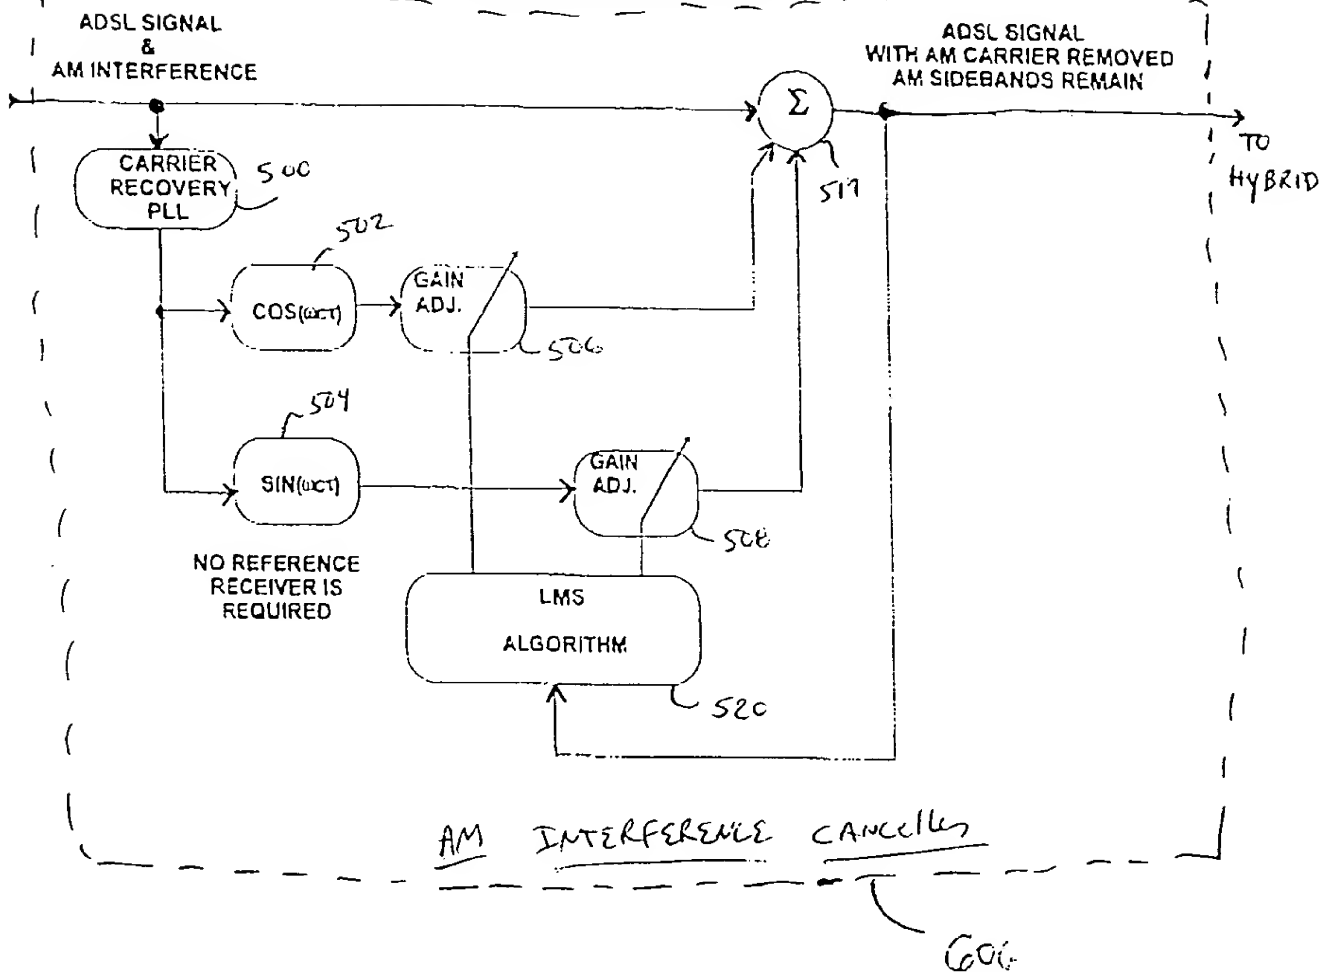 ADSL SIGNAL
&
AM INTERFERENCE
ADSL SIGNAL
WITH AM CARRIER REMOVED
AM SIDEBANDS REMAIN
Σ
TO
HYBRID
CARRIER
RECOVERY
PLL
500
517
502
COS(ωCT)
GAIN
ADJ.
506
504
SIN(ωCT)
GAIN
ADJ.
508
NO REFERENCE
RECEIVER IS
REQUIRED
LMS
ALGORITHM
520
AM INTERFERENCE CANCELLER
606